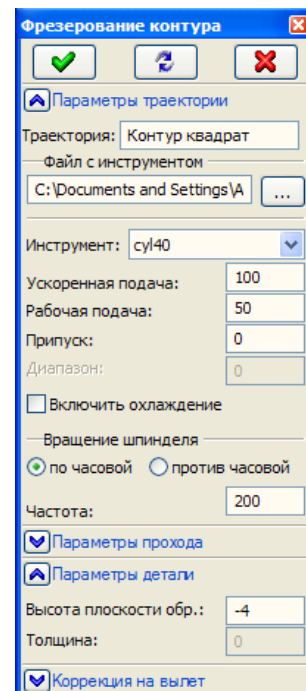 Фрезерование контура
Параметры траектории
Траектория: Контур квадрат
Файл с инструментом
C:\Documents and Settings\A ...
Инструмент: cyl40
Ускоренная подача: 100
Рабочая подача: 50
Припуск: 0
Диапазон: 0
Включить охлаждение
Вращение шпинделя
по часовой против часовой
Частота: 200
Параметры прохода
Параметры детали
Высота плоскости обр.: -4
Толщина: 0
Коррекция на вылет